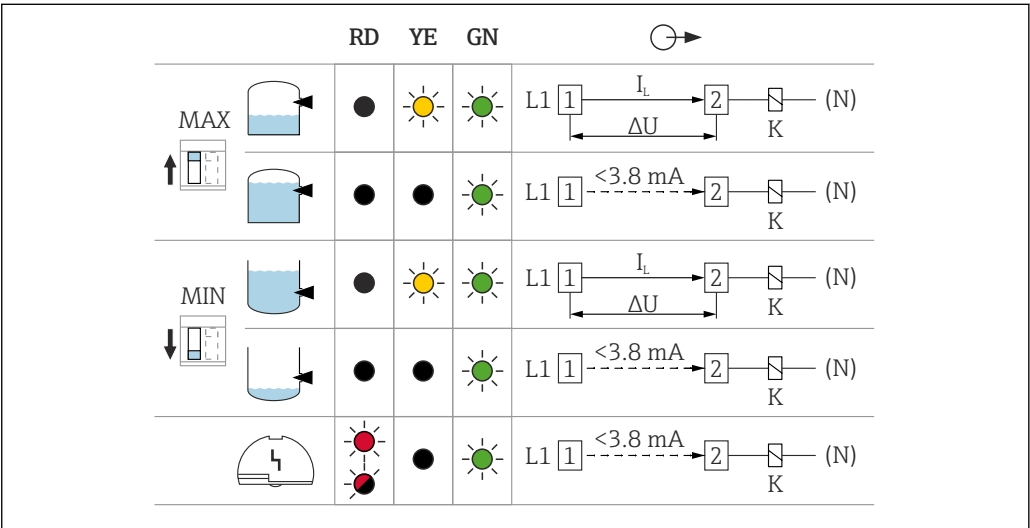 RD YE GN
MAX
L1 1 I_L 2 (N)
ΔU K
L1 1 <3.8 mA 2 (N)
K
MIN
L1 1 I_L 2 (N)
ΔU K
L1 1 <3.8 mA 2 (N)
K
L1 1 <3.8 mA 2 (N)
K